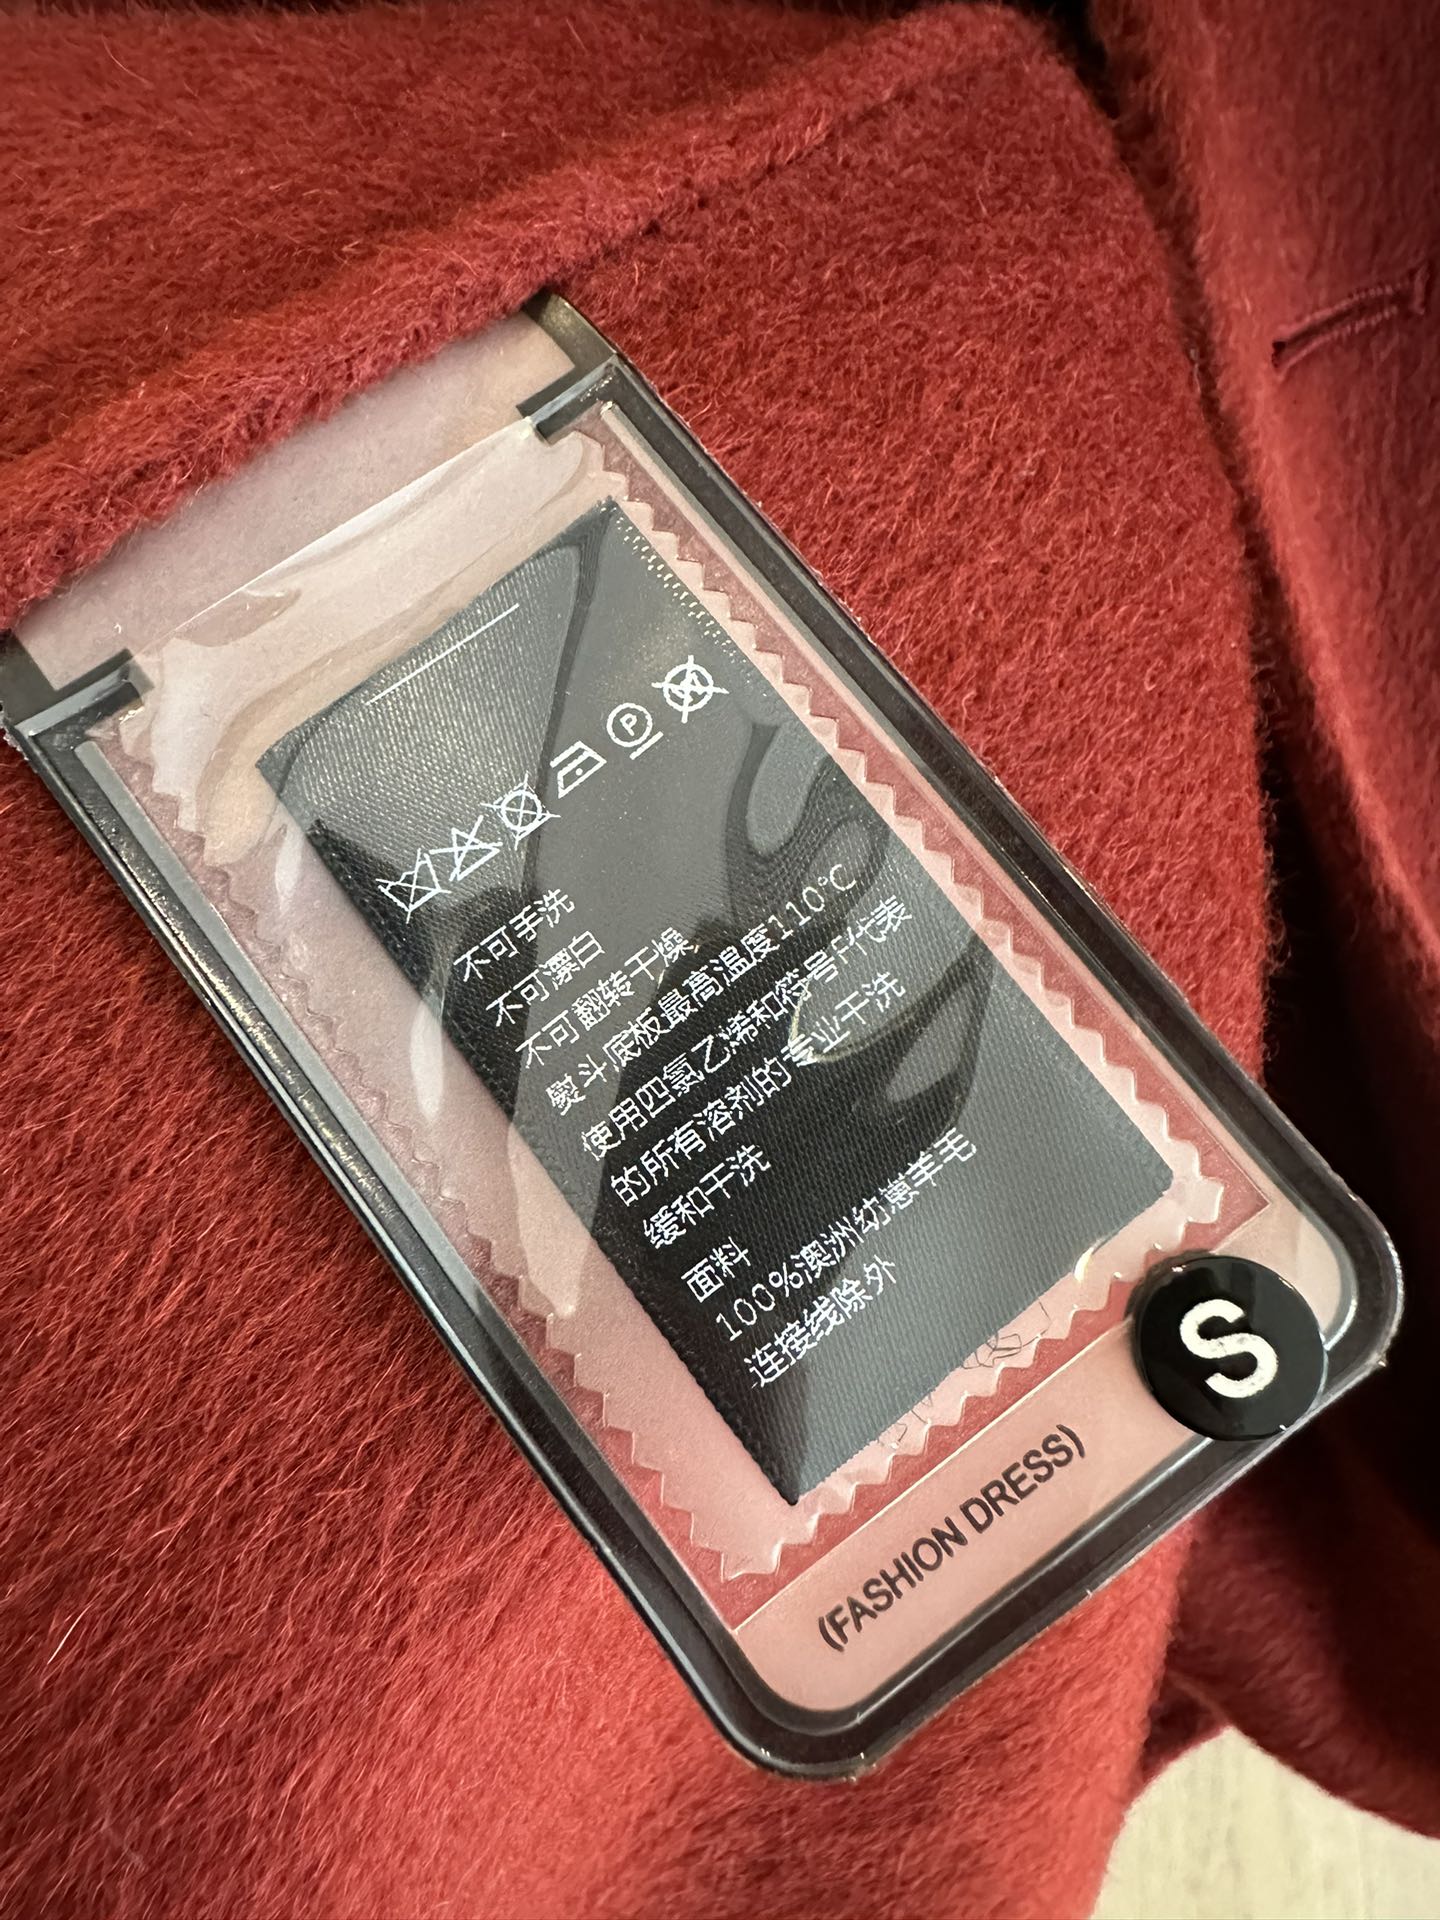 P
W
不可手洗
不可漂白
不可翻转干燥
熨斗底板最高温度110℃
使用四氯乙烯和符号F代表
的所有溶剂的专业干洗
缓和干洗
面料
100%澳洲幼崽羊毛
连接线除外
S
(FASHION DRESS)